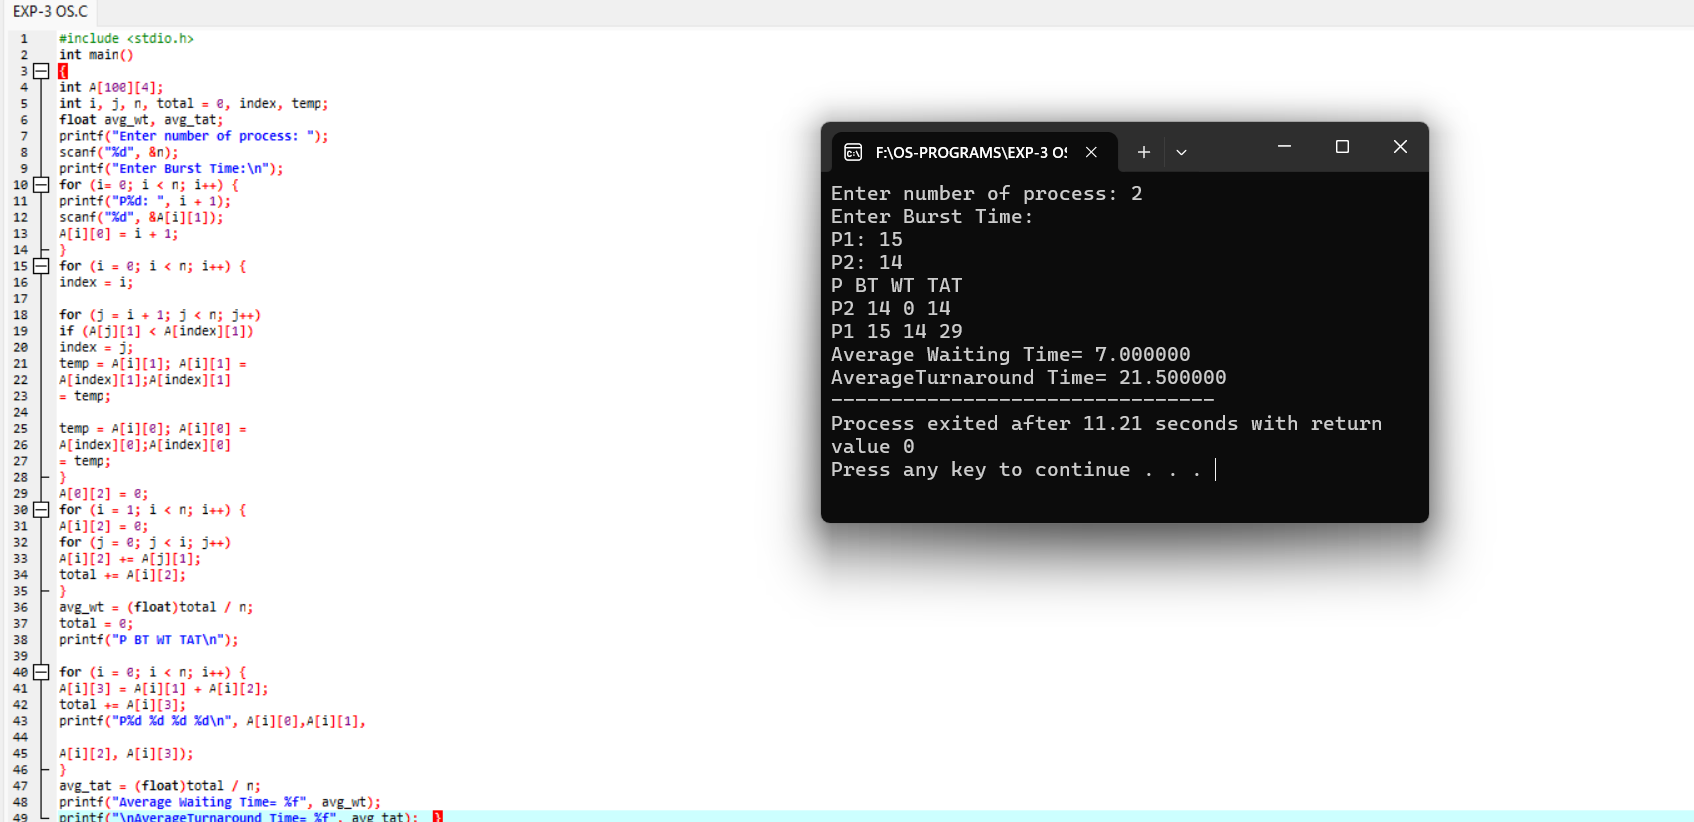 EXP-3 OS.C
1 #include <stdio.h>
2 int main()
3 {
4 int A[100][4];
5 int i, j, n, total = 0, index, temp;
6 float avg_wt, avg_tat;
7 printf("Enter number of process: ");
8 scanf("%d", &n);
9 printf("Enter Burst Time:\n");
10 for (i= 0; i < n; i++) {
11 printf("P%d: ", i + 1);
12 scanf("%d", &A[i][1]);
13 A[i][0] = i + 1;
14 }
15 for (i = 0; i < n; i++) {
16 index = i;
17
18 for (j = i + 1; j < n; j++)
19 if (A[j][1] < A[index][1])
20 index = j;
21 temp = A[i][1]; A[i][1] =
22 A[index][1];A[index][1]
23 = temp;
24
25 temp = A[i][0]; A[i][0] =
26 A[index][0];A[index][0]
27 = temp;
28 }
29 A[0][2] = 0;
30 for (i = 1; i < n; i++) {
31 A[i][2] = 0;
32 for (j = 0; j < i; j++)
33 A[i][2] += A[j][1];
34 total += A[i][2];
35 }
36 avg_wt = (float)total / n;
37 total = 0;
38 printf("P BT WT TAT\n");
39
40 for (i = 0; i < n; i++) {
41 A[i][3] = A[i][1] + A[i][2];
42 total += A[i][3];
43 printf("P%d %d %d %d\n", A[i][0],A[i][1],
44
45 A[i][2], A[i][3]);
46 }
47 avg_tat = (float)total / n;
48 printf("Average Waiting Time= %f", avg_wt);
49 printf("\nAverageTurnaround Time= %f", avg_tat); }
F:\OS-PROGRAMS\EXP-3 OS
Enter number of process: 2
Enter Burst Time:
P1: 15
P2: 14
P BT WT TAT
P2 14 0 14
P1 15 14 29
Average Waiting Time= 7.000000
AverageTurnaround Time= 21.500000
--------------------------------
Process exited after 11.21 seconds with return
value 0
Press any key to continue . . .